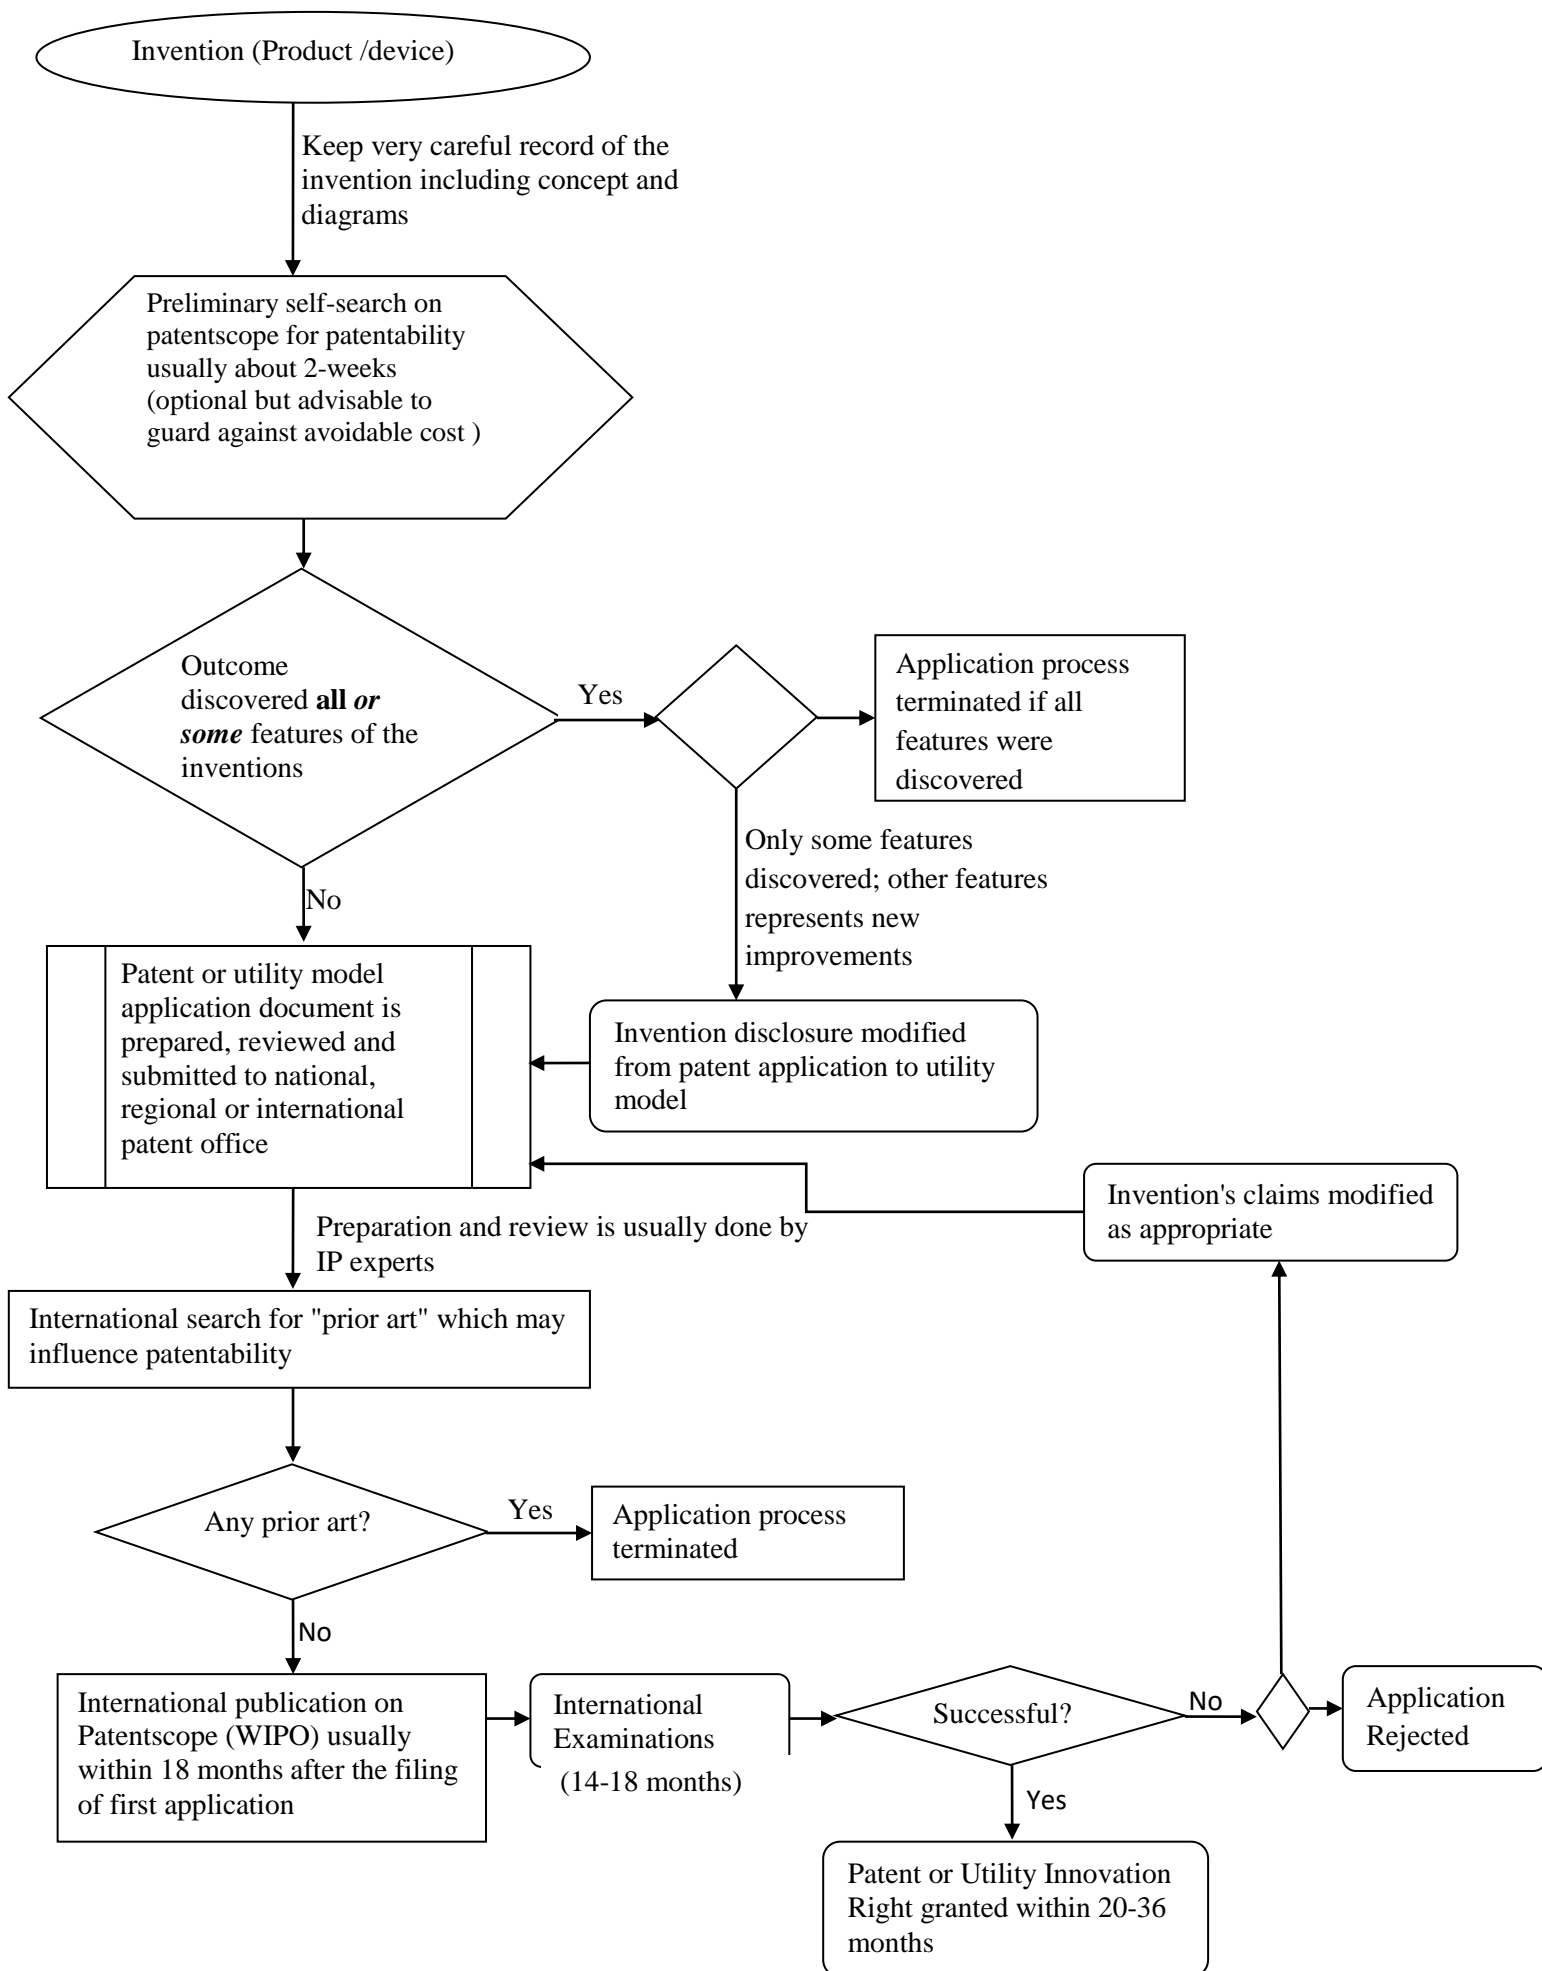 Invention (Product /device)
Keep very careful record of the
invention including concept and
diagrams
Preliminary self-search on
patentscope for patentability
usually about 2-weeks
(optional but advisable to
guard against avoidable cost )
Outcome
discovered all or
some features of the
inventions
Yes
Application process
terminated if all
features were
discovered
Only some features
discovered; other features
represents new
improvements
No
Patent or utility model
application document is
prepared, reviewed and
submitted to national,
regional or international
patent office
Invention disclosure modified
from patent application to utility
model
Invention's claims modified
as appropriate
Preparation and review is usually done by
IP experts
International search for "prior art" which may
influence patentability
Any prior art?
Yes
Application process
terminated
No
International publication on
Patentscope (WIPO) usually
within 18 months after the filing
of first application
International
Examinations
(14-18 months)
Successful?
No
Application
Rejected
Yes
Patent or Utility Innovation
Right granted within 20-36
months